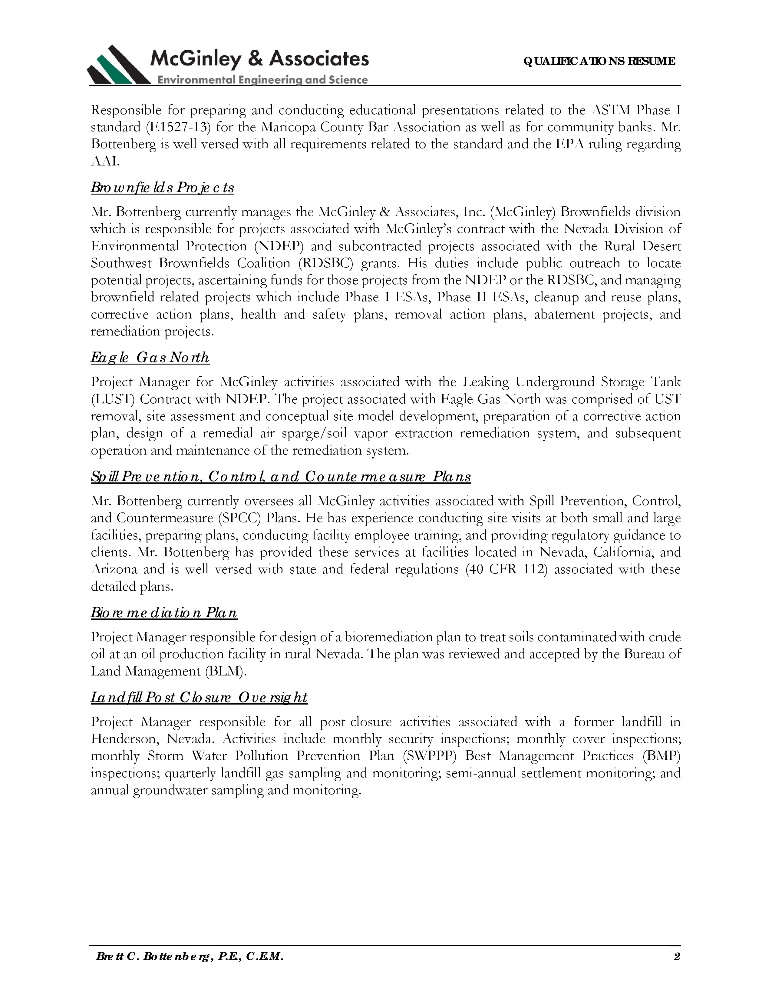 McGinley & Associates
Environmental Engineering and Science
QUALIFICATIONS RESUME
Responsible for preparing and conducting educational presentations related to the ASTM Phase I
standard (E1527-13) for the Maricopa County Bar Association as well as for community banks. Mr.
Bottenberg is well versed with all requirements related to the standard and the EPA ruling regarding
AAI.
Brownfields Projects
Mr. Bottenberg currently manages the McGinley & Associates, Inc. (McGinley) Brownfields division
which is responsible for projects associated with McGinley's contract with the Nevada Division of
Environmental Protection (NDEP) and subcontracted projects associated with the Rural Desert
Southwest Brownfields Coalition (RDSBC) grants. His duties include public outreach to locate
potential projects, ascertaining funds for those projects from the NDEP or the RDSBC, and managing
brownfield related projects which include Phase I ESAs, Phase II ESAs, cleanup and reuse plans,
corrective action plans, health and safety plans, removal action plans, abatement projects, and
remediation projects.
Eagle Gas North
Project Manager for McGinley activities associated with the Leaking Underground Storage Tank
(LUST) Contract with NDEP. The project associated with Eagle Gas North was comprised of UST
removal, site assessment and conceptual site model development, preparation of a corrective action
plan, design of a remedial air sparge/soil vapor extraction remediation system, and subsequent
operation and maintenance of the remediation system.
Spill Prevention, Control, and Countermeasure Plans
Mr. Bottenberg currently oversees all McGinley activities associated with Spill Prevention, Control,
and Countermeasure (SPCC) Plans. He has experience conducting site visits at both small and large
facilities, preparing plans, conducting facility employee training, and providing regulatory guidance to
clients. Mr. Bottenberg has provided these services at facilities located in Nevada, California, and
Arizona and is well versed with state and federal regulations (40 CFR 112) associated with these
detailed plans.
Bioremediation Plan
Project Manager responsible for design of a bioremediation plan to treat soils contaminated with crude
oil at an oil production facility in rural Nevada. The plan was reviewed and accepted by the Bureau of
Land Management (BLM).
Landfill Post Closure Oversight
Project Manager responsible for all post-closure activities associated with a former landfill in
Henderson, Nevada. Activities include monthly security inspections; monthly cover inspections;
monthly Storm Water Pollution Prevention Plan (SWPPP) Best Management Practices (BMP)
inspections; quarterly landfill gas sampling and monitoring; semi-annual settlement monitoring; and
annual groundwater sampling and monitoring.
Brett C. Bottenberg, P.E., C.E.M.
2